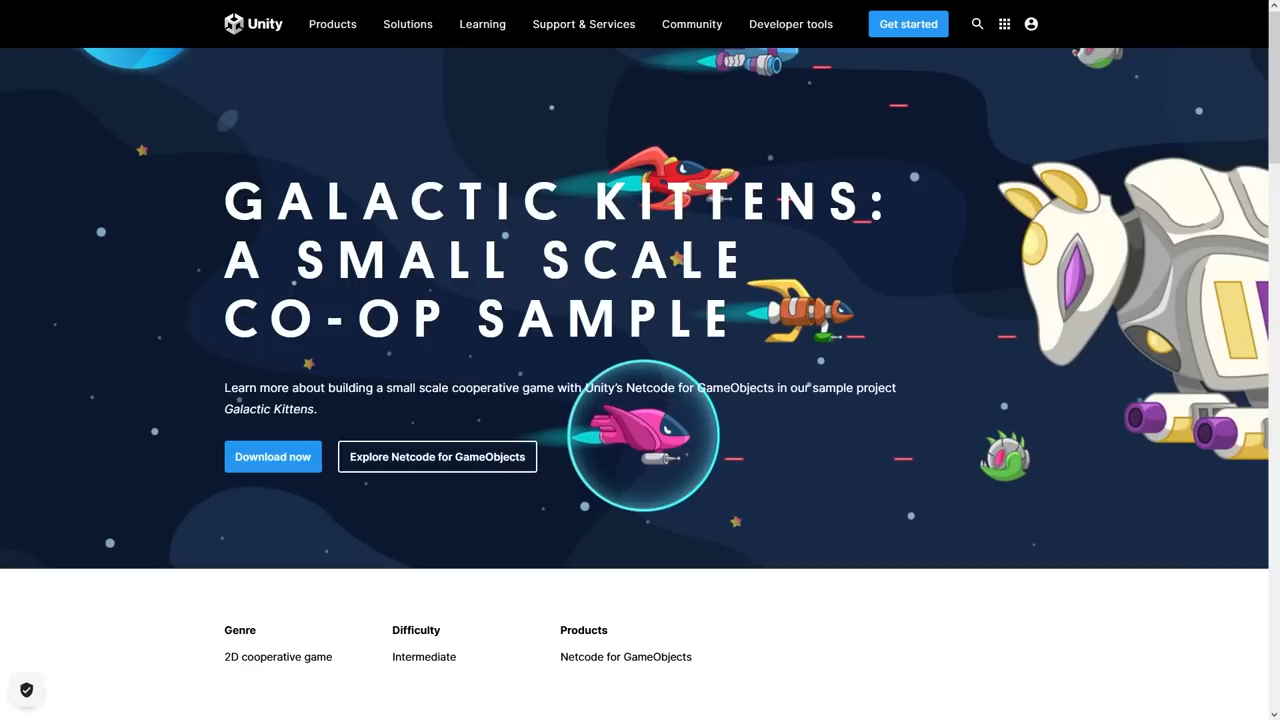 Unity
Products
Solutions
Learning
Support & Services
Community
Developer tools
Get started
GALACTIC KITTENS:
A SMALL SCALE
CO-OP SAMPLE
Learn more about building a small scale cooperative game with Unity's Netcode for GameObjects in our sample project
Galactic Kittens.
Download now
Explore Netcode for GameObjects
Genre
Difficulty
Products
2D cooperative game
Intermediate
Netcode for GameObjects